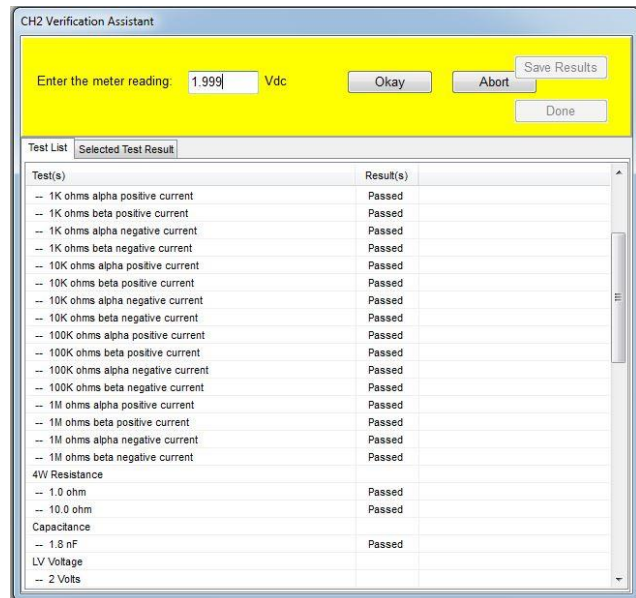 CH2 Verification Assistant
Save Results
Enter the meter reading: 1.999 Vdc Okay Abort
Done
Test List Selected Test Result
Test(s) Result(s)
-- 1K ohms alpha positive current Passed
-- 1K ohms beta positive current Passed
-- 1K ohms alpha negative current Passed
-- 1K ohms beta negative current Passed
-- 10K ohms alpha positive current Passed
-- 10K ohms beta positive current Passed
-- 10K ohms alpha negative current Passed
-- 10K ohms beta negative current Passed
-- 100K ohms alpha positive current Passed
-- 100K ohms beta positive current Passed
-- 100K ohms alpha negative current Passed
-- 100K ohms beta negative current Passed
-- 1M ohms alpha positive current Passed
-- 1M ohms beta positive current Passed
-- 1M ohms alpha negative current Passed
-- 1M ohms beta negative current Passed
4W Resistance
-- 1.0 ohm Passed
-- 10.0 ohm Passed
Capacitance
-- 1.8 nF Passed
LV Voltage
-- 2 Volts